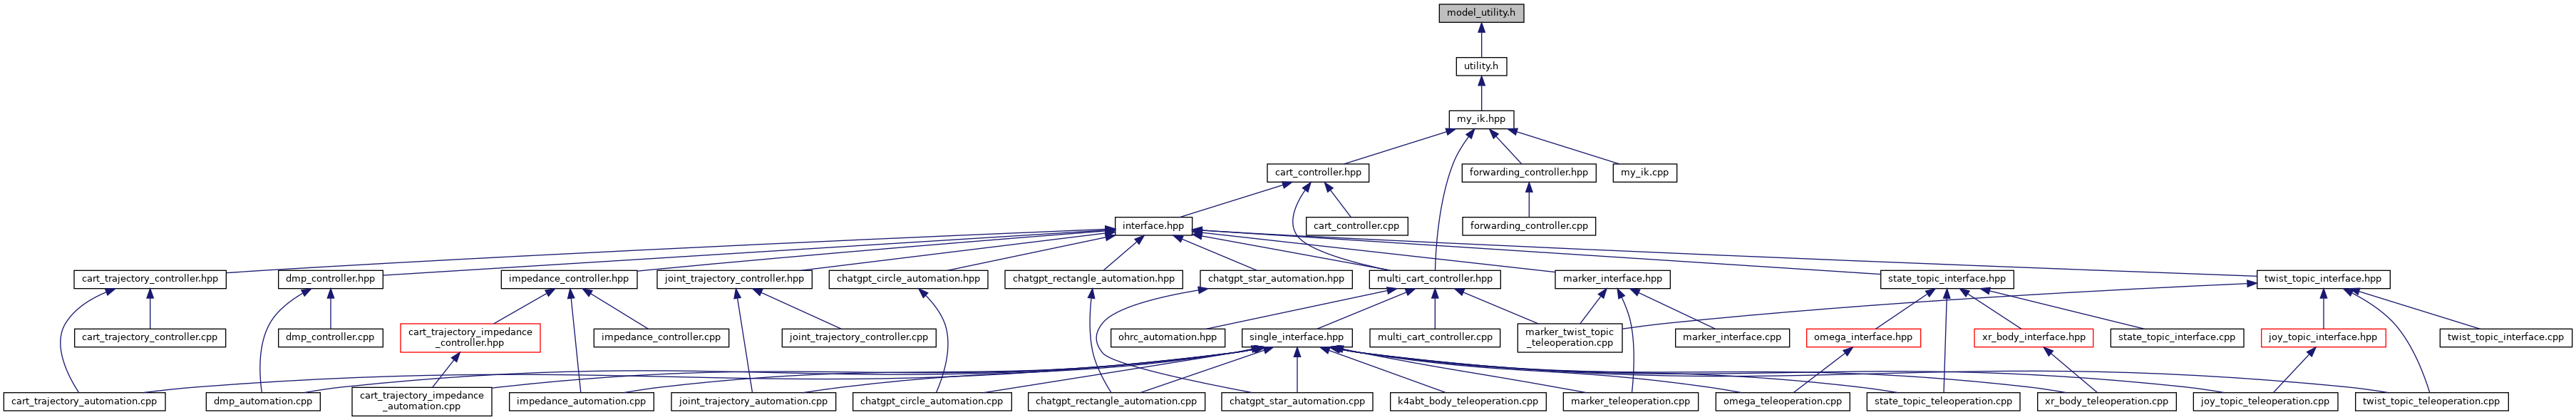 model_utility.h
utility.h
my_ik.hpp
cart_controller.hpp
forwarding_controller.hpp
my_ik.cpp
interface.hpp
cart_controller.cpp
forwarding_controller.cpp
cart_trajectory_controller.hpp
dmp_controller.hpp
impedance_controller.hpp
joint_trajectory_controller.hpp
chatgpt_circle_automation.hpp
chatgpt_rectangle_automation.hpp
chatgpt_star_automation.hpp
multi_cart_controller.hpp
marker_interface.hpp
state_topic_interface.hpp
twist_topic_interface.hpp
cart_trajectory_controller.cpp
dmp_controller.cpp
cart_trajectory_impedance
_controller.hpp
impedance_controller.cpp
joint_trajectory_controller.cpp
ohrc_automation.hpp
single_interface.hpp
multi_cart_controller.cpp
marker_twist_topic
_teleoperation.cpp
marker_interface.cpp
omega_interface.hpp
xr_body_interface.hpp
state_topic_interface.cpp
joy_topic_interface.hpp
twist_topic_interface.cpp
cart_trajectory_automation.cpp
dmp_automation.cpp
cart_trajectory_impedance
_automation.cpp
impedance_automation.cpp
joint_trajectory_automation.cpp
chatgpt_circle_automation.cpp
chatgpt_rectangle_automation.cpp
chatgpt_star_automation.cpp
k4abt_body_teleoperation.cpp
marker_teleoperation.cpp
omega_teleoperation.cpp
state_topic_teleoperation.cpp
xr_body_teleoperation.cpp
joy_topic_teleoperation.cpp
twist_topic_teleoperation.cpp